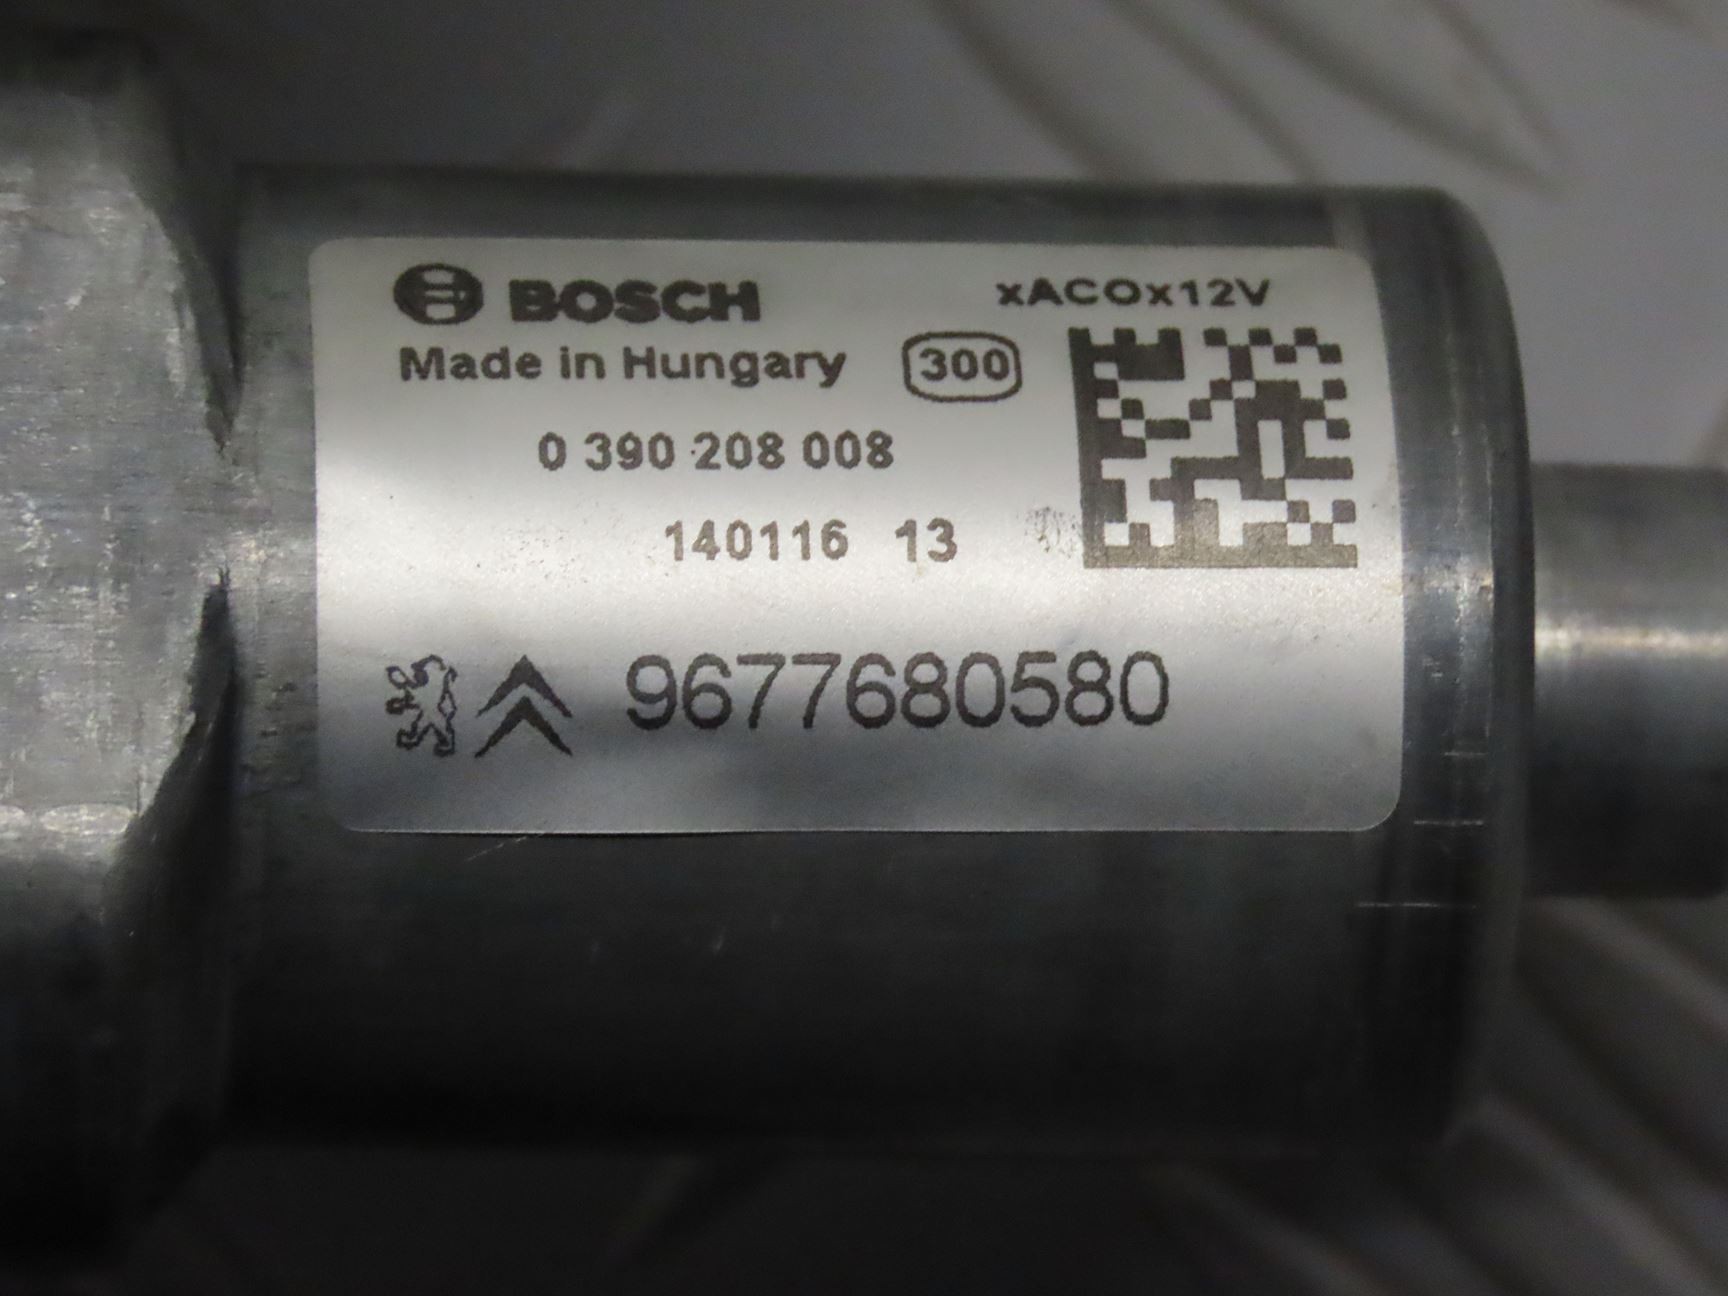 BOSCH xACOx12V
Made in Hungary 300
0 390 208 008
140116 13
9677680580